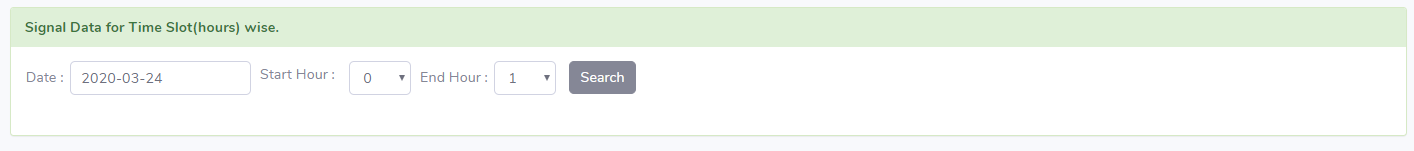 Signal Data for Time Slot(hours) wise.
Date : 2020-03-24 Start Hour : 0 End Hour : 1 Search